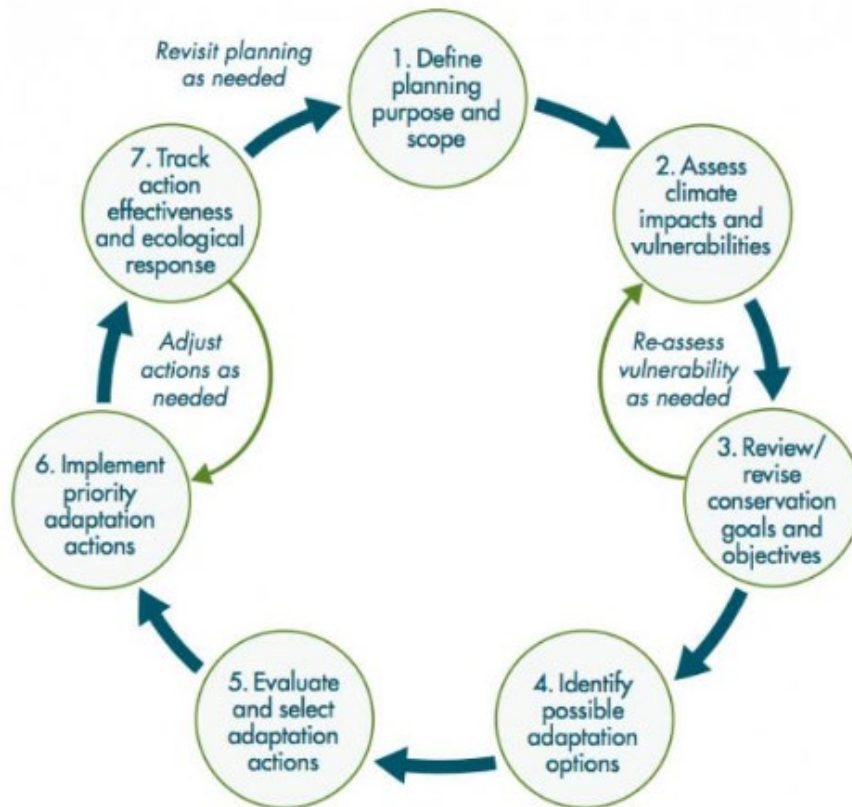 Revisit planning
as needed
1. Define
planning
purpose and
scope
2. Assess
climate
impacts and
vulnerabilities
Re-assess
vulnerability
as needed
3. Review/
revise
conservation
goals and
objectives
4. Identify
possible
adaptation
options
5. Evaluate
and select
adaptation
actions
6. Implement
priority
adaptation
actions
Adjust
actions as
needed
7. Track
action
effectiveness
and ecological
response